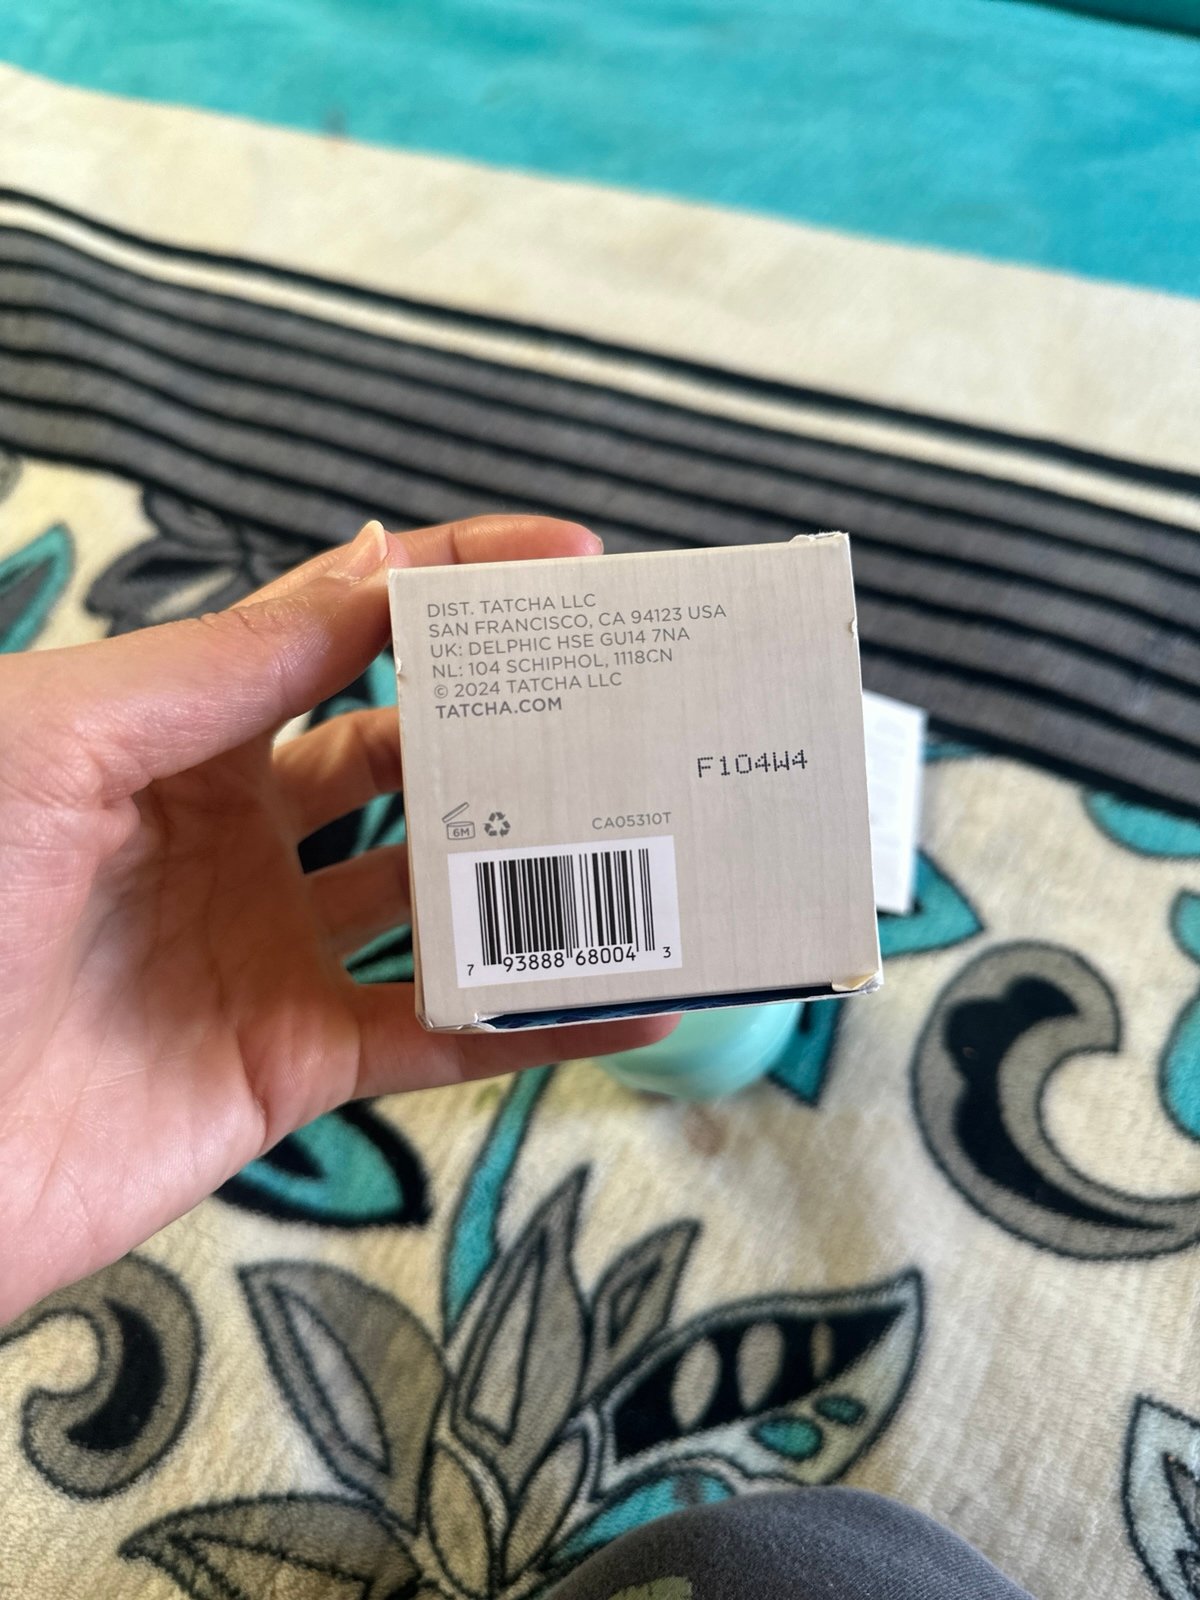 DIST. TATCHA LLC
SAN FRANCISCO, CA 94123 USA
UK: DELPHIC HSE GU14 7NA
NL: 104 SCHIPHOL, 1118CN
© 2024 TATCHA LLC
TATCHA.COM
F104W4
6M
CA05310T
7 93888 68004 3